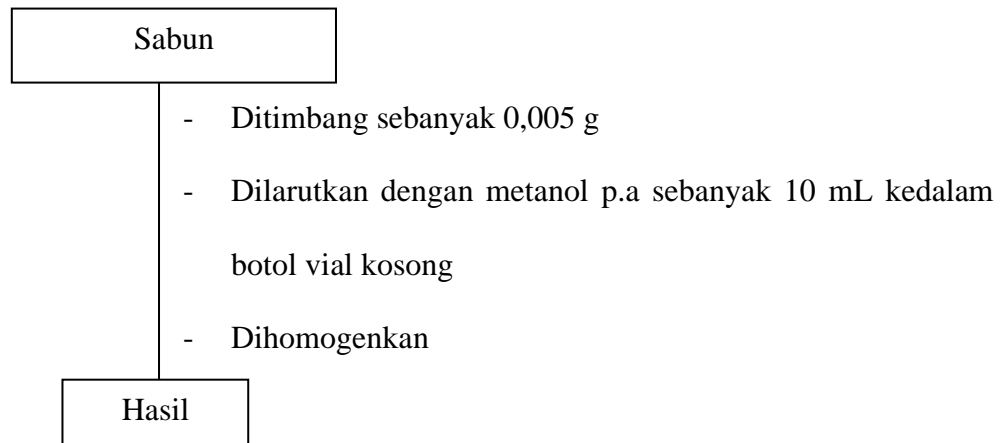 Sabun
- Ditimbang sebanyak 0,005 g
- Dilarutkan dengan metanol p.a sebanyak 10 mL kedalam
botol vial kosong
- Dihomogenkan
Hasil